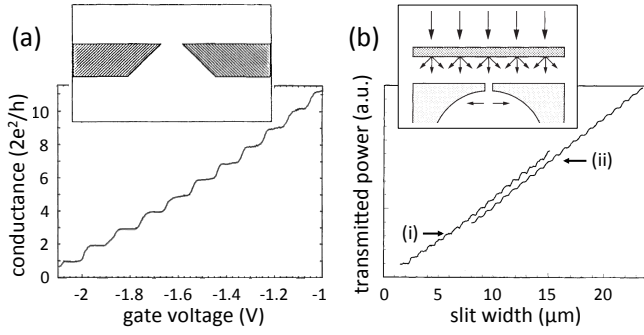 (a)
conductance (2e²/h)
10
8
6
4
2
0
-2
-1.8
-1.6
-1.4
-1.2
-1
gate voltage (V)
(b)
transmitted power (a.u.)
(i)
(ii)
0
5
10
15
20
slit width (μm)